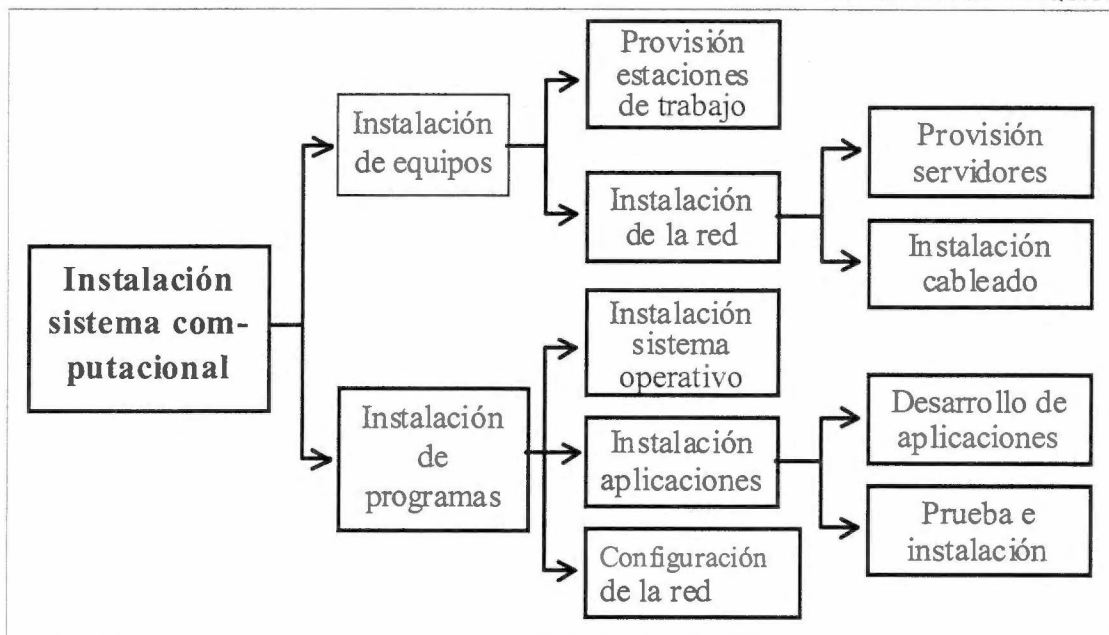 Instalación
sistema com-
putacional
Instalación
de equipos
Provisión
estaciones
de trabajo
Instalación
de la red
Provisión
servidores
Instalación
cableado
Instalación
de
programas
Instalación
sistema
operativo
Instalación
aplicaciones
Desarrollo de
aplicaciones
Prueba e
instalación
Configuración
de la red